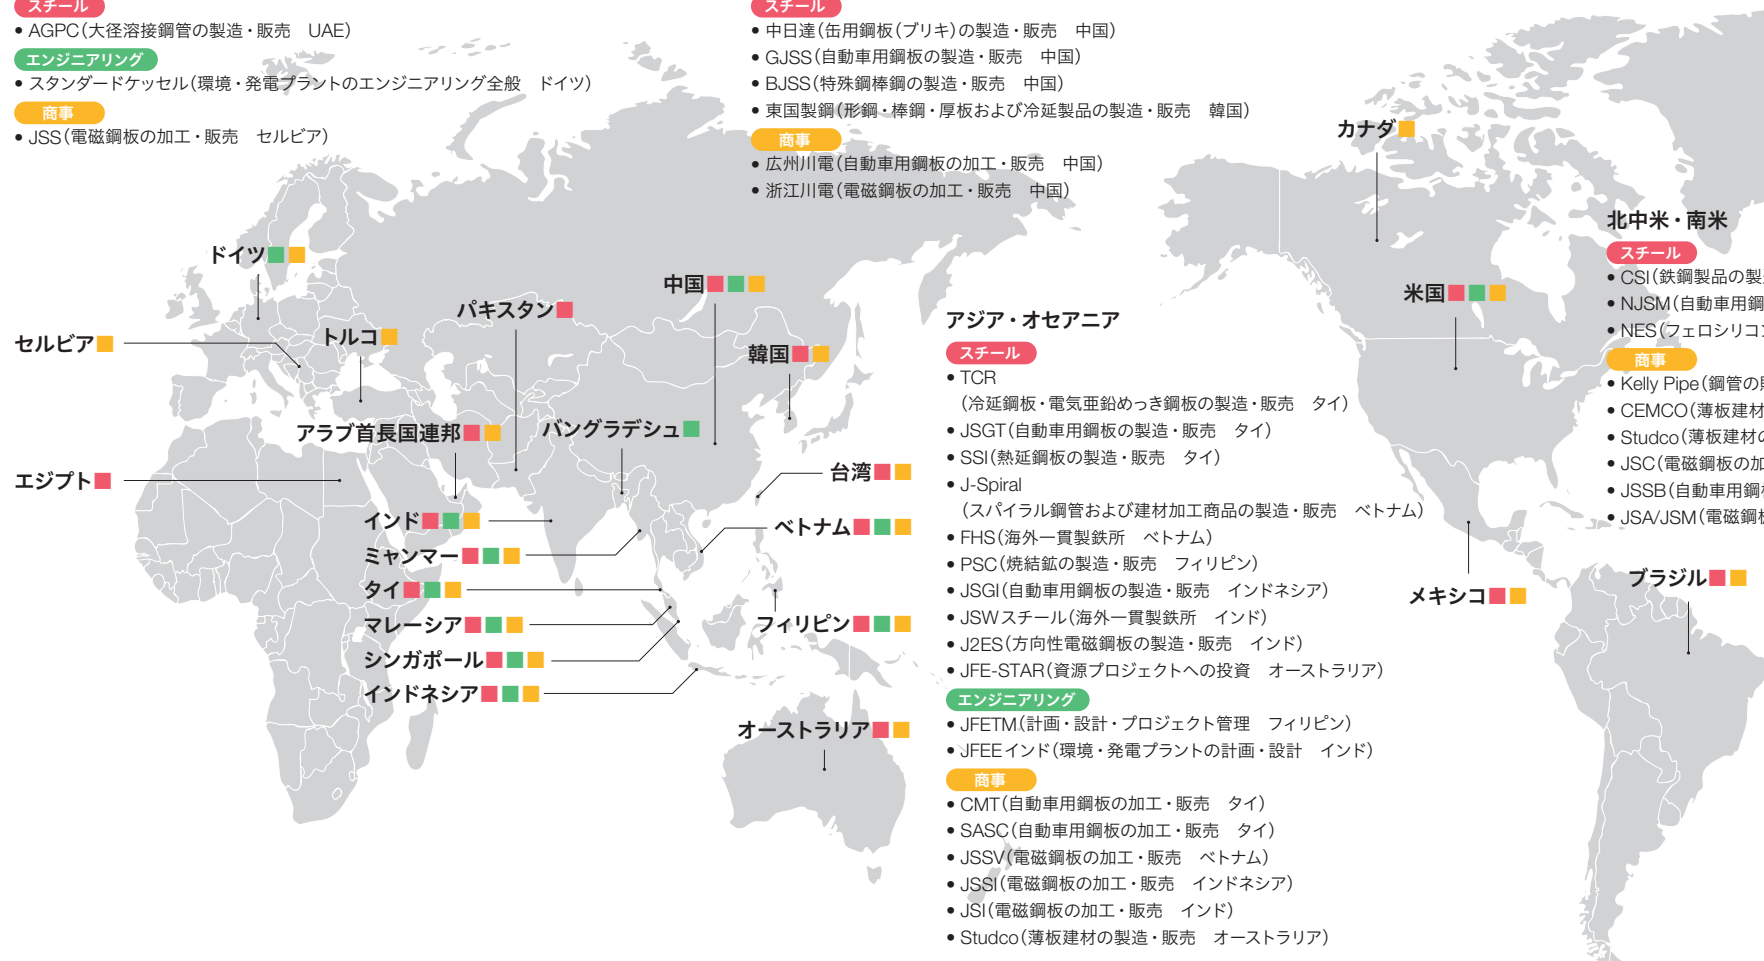 スチール
• AGPC（大径溶接鋼管の製造・販売　UAE）
エンジニアリング
• スタンダードケッセル（環境・発電プラントのエンジニアリング全般　ドイツ）
商事
• JSS（電磁鋼板の加工・販売　セルビア）
スチール
• 中日達（缶用鋼板（ブリキ）の製造・販売　中国）
• GJSS（自動車用鋼板の製造・販売　中国）
• BJSS（特殊鋼棒鋼の製造・販売　中国）
• 東国製鋼（形鋼・棒鋼・厚板および冷延製品の製造・販売　韓国）
商事
• 広州川電（自動車用鋼板の加工・販売　中国）
• 浙江川電（電磁鋼板の加工・販売　中国）
ドイツ
セルビア
トルコ
パキスタン
中国
韓国
アラブ首長国連邦
バングラデシュ
エジプト
台湾
インド
ベトナム
ミャンマー
タイ
マレーシア
フィリピン
シンガポール
インドネシア
オーストラリア
アジア・オセアニア
スチール
• TCR
（冷延鋼板・電気亜鉛めっき鋼板の製造・販売　タイ）
• JSGT（自動車用鋼板の製造・販売　タイ）
• SSI（熱延鋼板の製造・販売　タイ）
• J-Spiral
（スパイラル鋼管および建材加工商品の製造・販売　ベトナム）
• FHS（海外一貫製鉄所　ベトナム）
• PSC（焼結鉱の製造・販売　フィリピン）
• JSGI（自動車用鋼板の製造・販売　インドネシア）
• JSWスチール（海外一貫製鉄所　インド）
• J2ES（方向性電磁鋼板の製造・販売　インド）
• JFE-STAR（資源プロジェクトへの投資　オーストラリア）
エンジニアリング
• JFETM（計画・設計・プロジェクト管理　フィリピン）
• JFEEインド（環境・発電プラントの計画・設計　インド）
商事
• CMT（自動車用鋼板の加工・販売　タイ）
• SASC（自動車用鋼板の加工・販売　タイ）
• JSSV（電磁鋼板の加工・販売　ベトナム）
• JSSI（電磁鋼板の加工・販売　インドネシア）
• JSI（電磁鋼板の加工・販売　インド）
• Studco（薄板建材の製造・販売　オーストラリア）
カナダ
米国
メキシコ
ブラジル
北中米・南米
スチール
• CSI（鉄鋼製品の製
• NJSM（自動車用鋼
• NES（フェロシリコン
商事
• Kelly Pipe（鋼管の
• CEMCO（薄板建材
• Studco（薄板建材の
• JSC（電磁鋼板の加
• JSSB（自動車用鋼
• JSA/JSM（電磁鋼